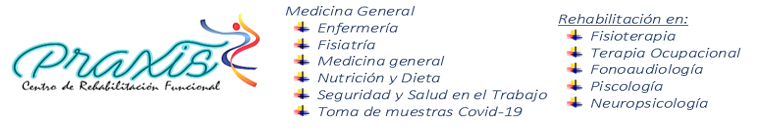 Praxis
Centro de Rehabilitación Funcional
Medicina General
Enfermería
Fisiatría
Medicina general
Nutrición y Dieta
Seguridad y Salud en el Trabajo
Toma de muestras Covid-19
Rehabilitación en:
Fisioterapia
Terapia Ocupacional
Fonoaudiología
Piscología
Neuropsicología